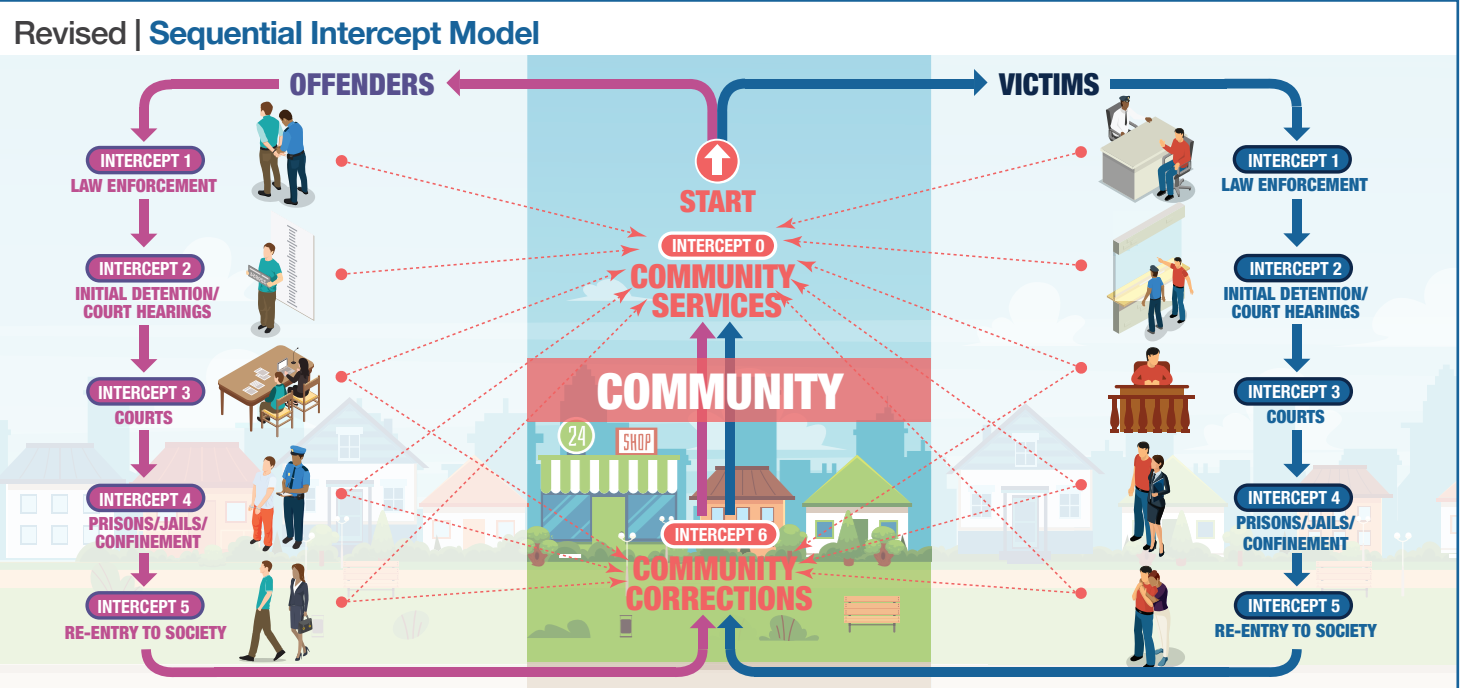 Revised | Sequential Intercept Model
OFFENDERS
INTERCEPT 1
LAW ENFORCEMENT
INTERCEPT 2
INITIAL DETENTION/
COURT HEARINGS
INTERCEPT 3
COURTS
INTERCEPT 4
PRISONS/JAILS/
CONFINEMENT
INTERCEPT 5
RE-ENTRY TO SOCIETY
START
INTERCEPT 0
COMMUNITY
SERVICES
COMMUNITY
24
SHOP
INTERCEPT 6
COMMUNITY
CORRECTIONS
VICTIMS
INTERCEPT 1
LAW ENFORCEMENT
INTERCEPT 2
INITIAL DETENTION/
COURT HEARINGS
INTERCEPT 3
COURTS
INTERCEPT 4
PRISONS/JAILS/
CONFINEMENT
INTERCEPT 5
RE-ENTRY TO SOCIETY